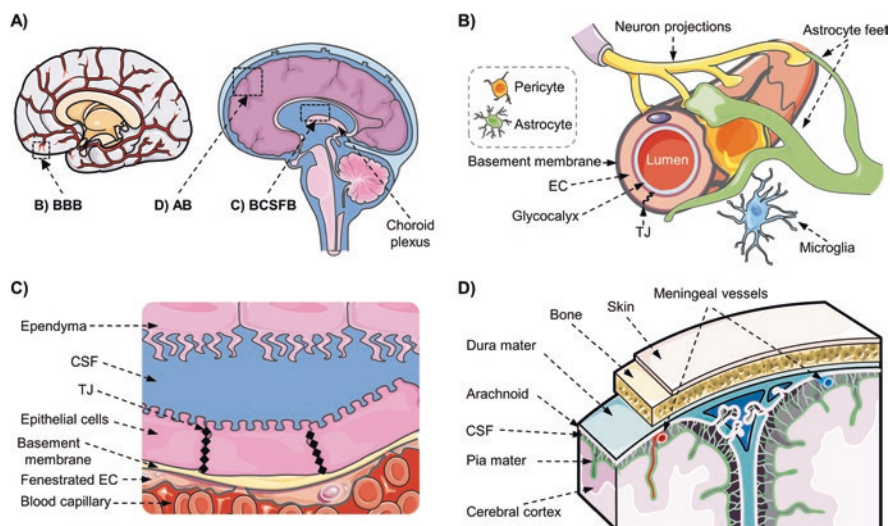 A)
B) BBB
D) AB
C) BCSFB
Choroid
plexus
B)
Neuron projections
Astrocyte feet
Pericyte
Astrocyte
Basement membrane
Lumen
EC
Glycocalyx
TJ
Microglia
C)
Ependyma
CSF
TJ
Epithelial cells
Basement
membrane
Fenestrated EC
Blood capillary
D)
Meningeal vessels
Bone
Skin
Dura mater
Arachnoid
CSF
Pia mater
Cerebral cortex